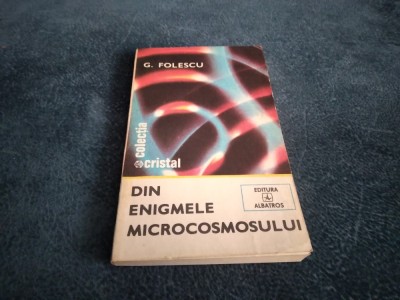 G. FOLESCU
colecția
cristal
DIN
ENIGMELE
MICROCOSMOSULUI
EDITURA
ALBATROS